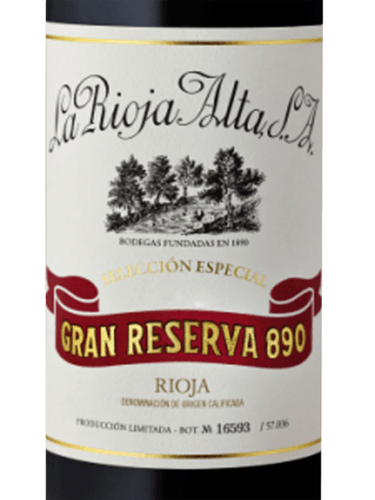 La Rioja Alta, S.A.
BODEGAS FUNDADAS EN 1890
SELECCIÓN ESPECIAL
GRAN RESERVA 890
RIOJA
DENOMINACIÓN DE ORIGEN CALIFICADA
PRODUCCIÓN LIMITADA - BOT. № 16593 / 57.036